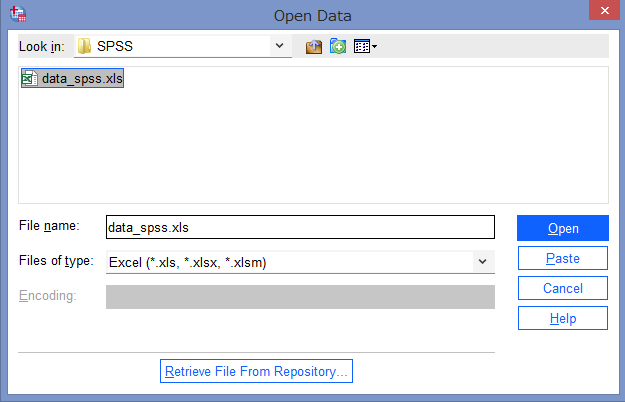 Open Data
Look in: SPSS
data_spss.xls
File name: data_spss.xls Open
Files of type: Excel (*.xls, *.xlsx, *.xlsm) Paste
Encoding: Cancel
Help
Retrieve File From Repository...